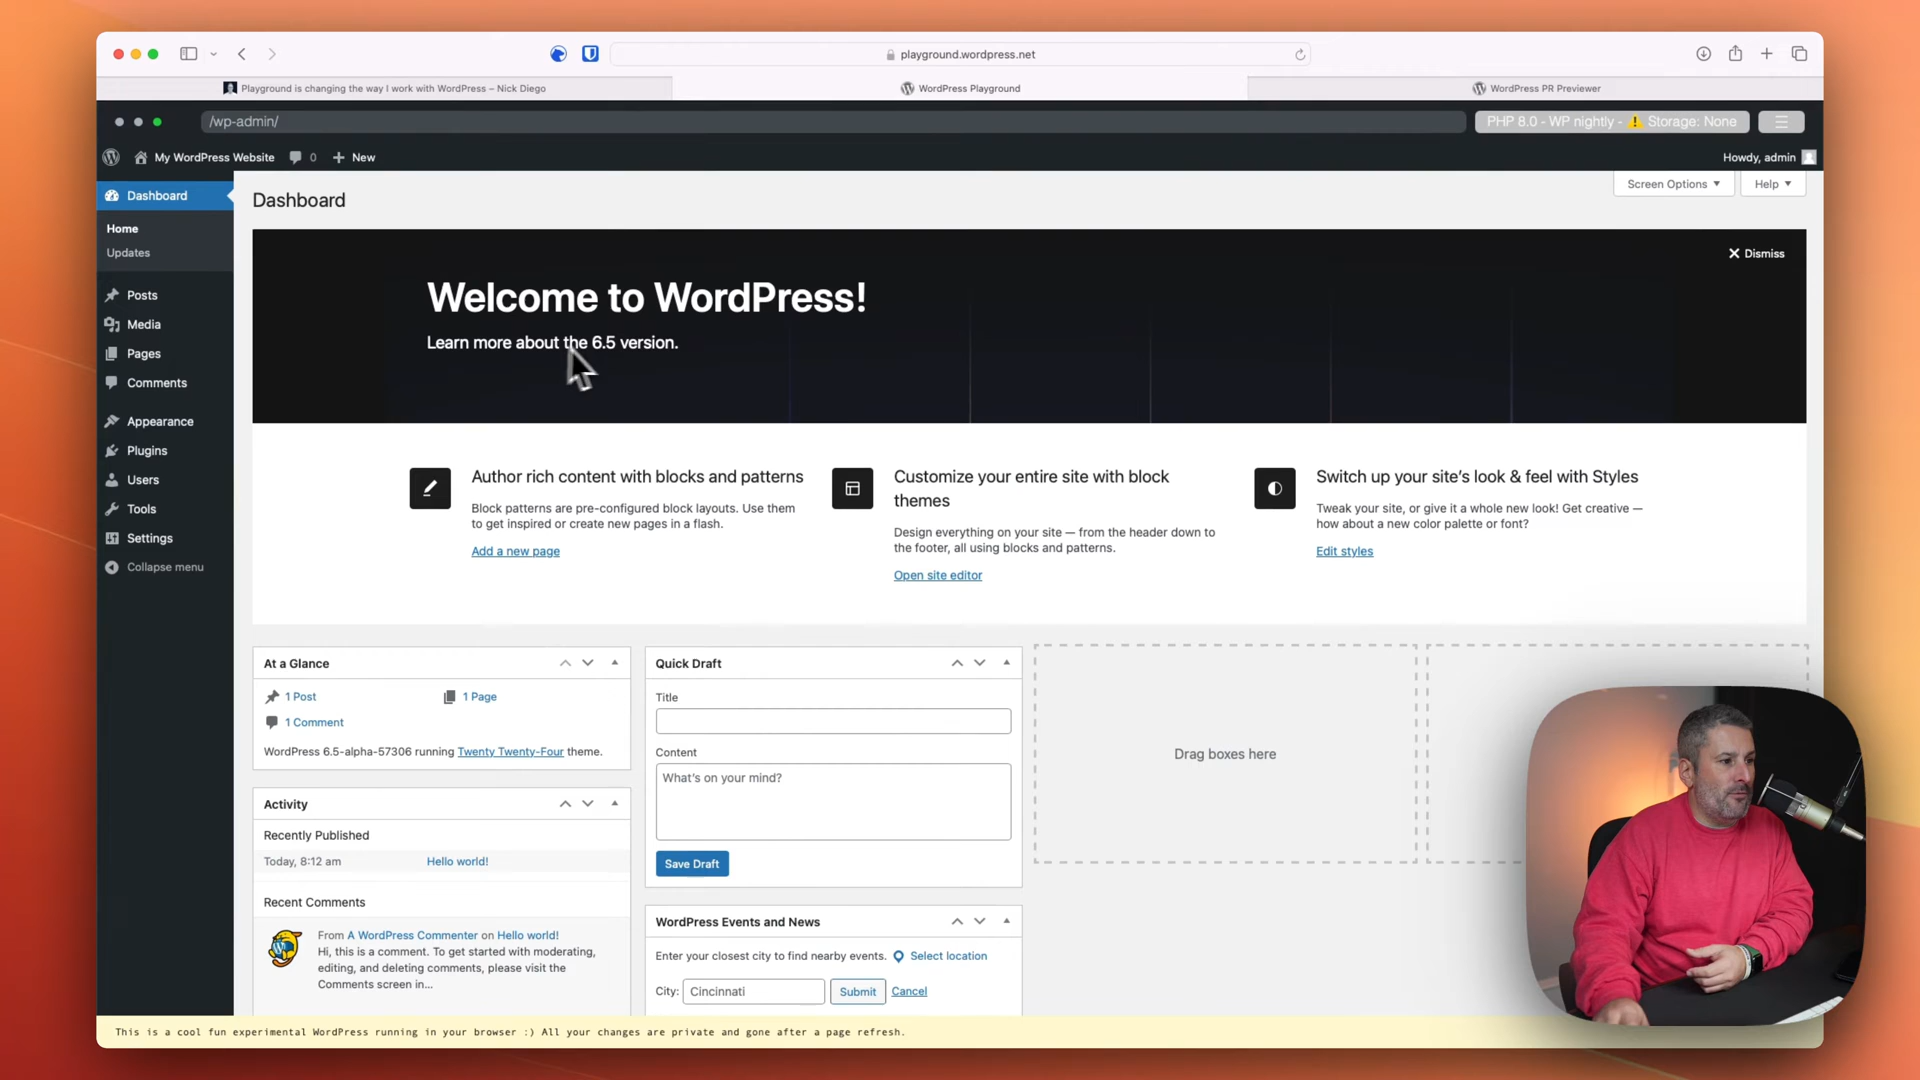 playground.wordpress.net
Playground is changing the way I work with WordPress – Nick Diego
WordPress Playground
WordPress PR Previewer
/wp-admin/
PHP 8.0 - WP nightly - ⚠ Storage: None
My WordPress Website
0
New
Howdy, admin
Dashboard
Home
Updates
Posts
Media
Pages
Comments
Appearance
Plugins
Users
Tools
Settings
Collapse menu
Screen Options
Help
Dashboard
Dismiss
Welcome to WordPress!
Learn more about the 6.5 version.
Author rich content with blocks and patterns
Block patterns are pre-configured block layouts. Use them
to get inspired or create new pages in a flash.
Add a new page
Customize your entire site with block
themes
Design everything on your site — from the header down to
the footer, all using blocks and patterns.
Open site editor
Switch up your site’s look & feel with Styles
Tweak your site, or give it a whole new look! Get creative —
how about a new color palette or font?
Edit styles
At a Glance
1 Post
1 Page
1 Comment
WordPress 6.5-alpha-57306 running Twenty Twenty-Four theme.
Activity
Recently Published
Today, 8:12 am
Hello world!
Recent Comments
From A WordPress Commenter on Hello world!
Hi, this is a comment. To get started with moderating,
editing, and deleting comments, please visit the
Comments screen in…
Quick Draft
Title
Content
What’s on your mind?
Save Draft
WordPress Events and News
Enter your closest city to find nearby events.
Select location
City:
Cincinnati
Submit
Cancel
Drag boxes here
This is a cool fun experimental WordPress running in your browser :) All your changes are private and gone after a page refresh.